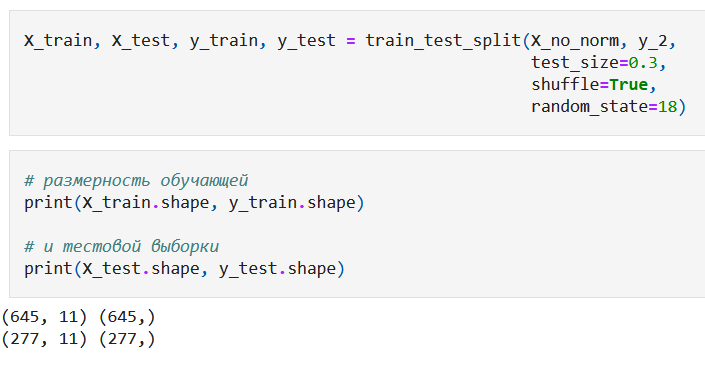 X_train, X_test, y_train, y_test = train_test_split(X_no_norm, y_2,
test_size=0.3,
shuffle=True,
random_state=18)
# размерность обучающей
print(X_train.shape, y_train.shape)
# и тестовой выборки
print(X_test.shape, y_test.shape)
(645, 11) (645,)
(277, 11) (277,)